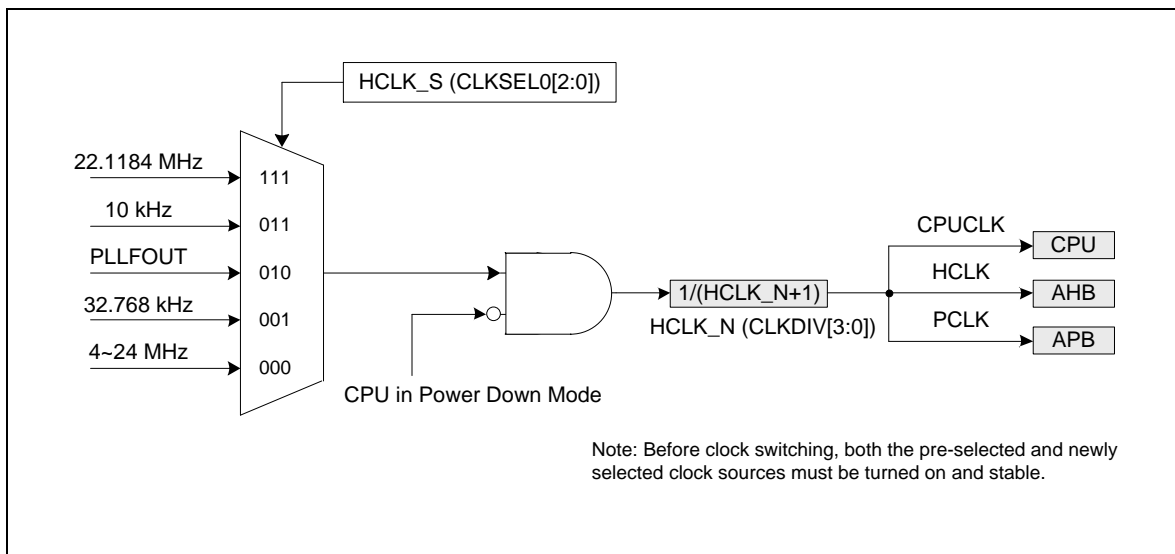 HCLK_S (CLKSEL0[2:0])
22.1184 MHz
111
10 kHz
011
PLLFOUT
010
32.768 kHz
001
4~24 MHz
000
CPU in Power Down Mode
1/(HCLK_N+1)
HCLK_N (CLKDIV[3:0])
CPUCLK
CPU
HCLK
AHB
PCLK
APB
Note: Before clock switching, both the pre-selected and newly
selected clock sources must be turned on and stable.